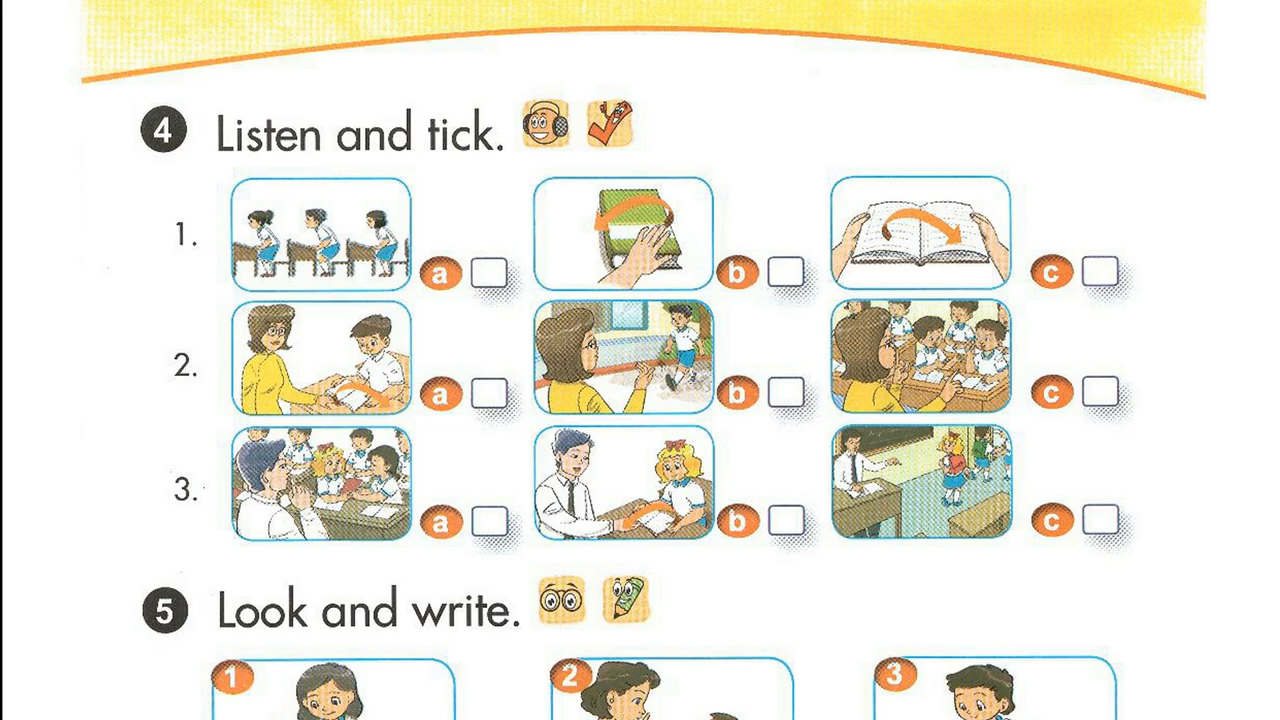 4 Listen and tick.
1. a b c
2. a b c
3. a b c
5 Look and write.
1 2 3